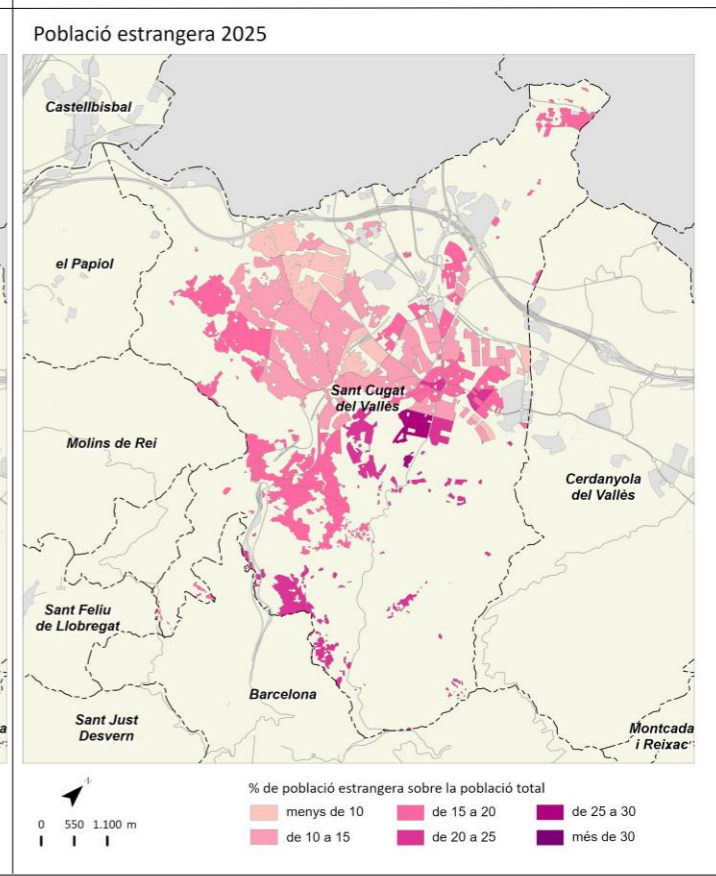 Població estrangera 2025
Castellbisbal
el Papiol
Sant Cugat
del Vallès
Molins de Rei
Cerdanyola
del Vallès
Sant Feliu
de Llobregat
Barcelona
Sant Just
Desvern
Montcada
i Reixac
a
% de població estrangera sobre la població total
menys de 10
de 15 a 20
de 25 a 30
de 10 a 15
de 20 a 25
més de 30
0 550 1.100 m